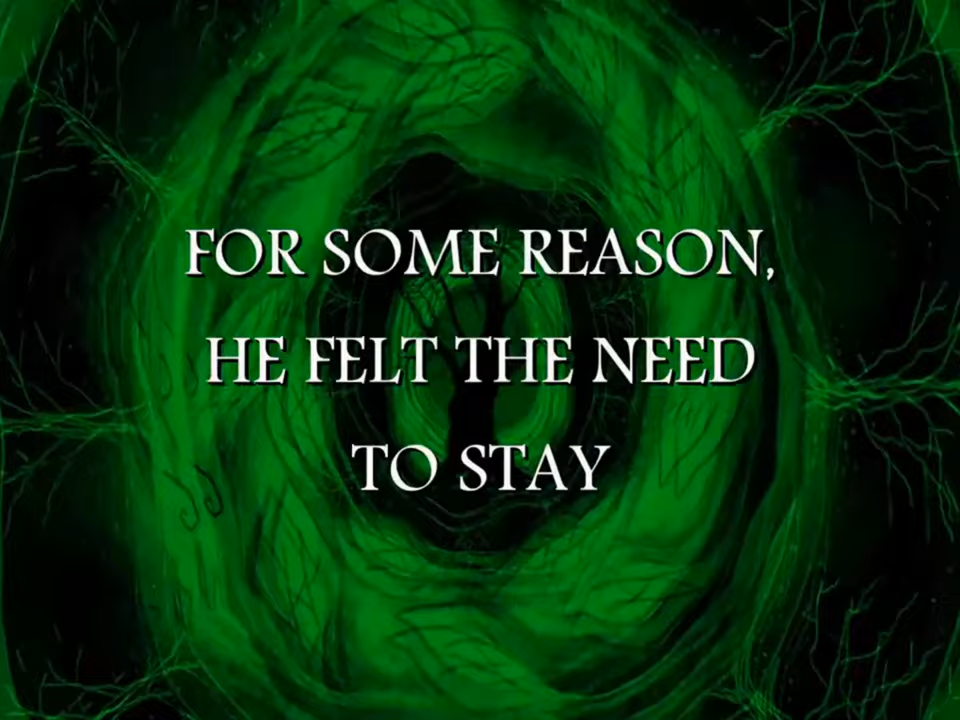 FOR SOME REASON,
HE FELT THE NEED
TO STAY